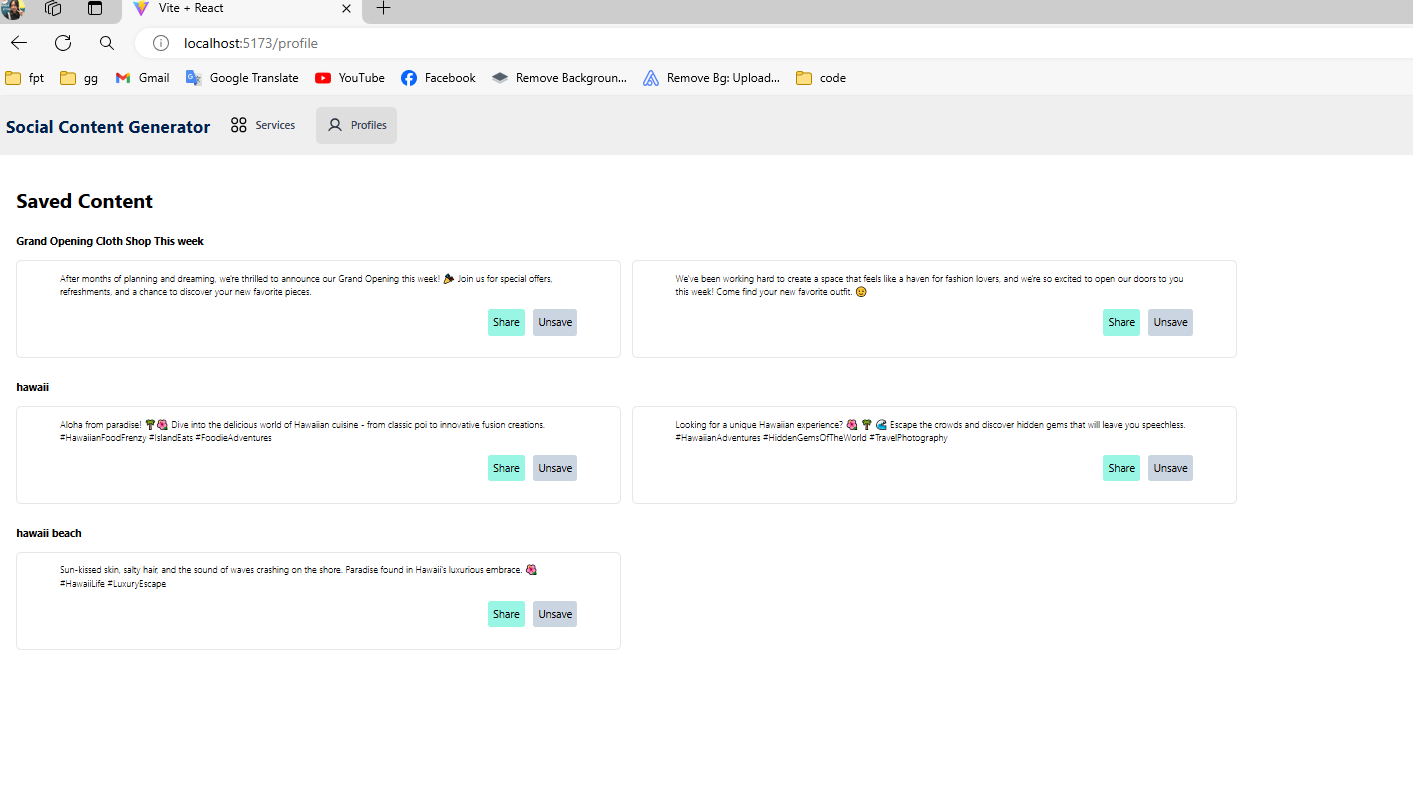 Vite + React
localhost:5173/profile
fpt gg Gmail Google Translate YouTube Facebook Remove Backgroun... Remove Bg: Upload... code
Social Content Generator Services Profiles
Saved Content
Grand Opening Cloth Shop This week
After months of planning and dreaming, we're thrilled to announce our Grand Opening this week! 🎉 Join us for special offers,
refreshments, and a chance to discover your new favorite pieces.
Share Unsave
We've been working hard to create a space that feels like a haven for fashion lovers, and we're so excited to open our doors to you
this week! Come find your new favorite outfit. 😉
Share Unsave
hawaii
Aloha from paradise! 🌴🌺 Dive into the delicious world of Hawaiian cuisine - from classic poi to innovative fusion creations.
#HawaiianFoodFrenzy #IslandEats #FoodieAdventures
Share Unsave
Looking for a unique Hawaiian experience? 🌺 🌴 🌊 Escape the crowds and discover hidden gems that will leave you speechless.
#HawaiianAdventures #HiddenGemsOfTheWorld #TravelPhotography
Share Unsave
hawaii beach
Sun-kissed skin, salty hair, and the sound of waves crashing on the shore. Paradise found in Hawaii's luxurious embrace. 🌺
#HawaiiLife #LuxuryEscape
Share Unsave